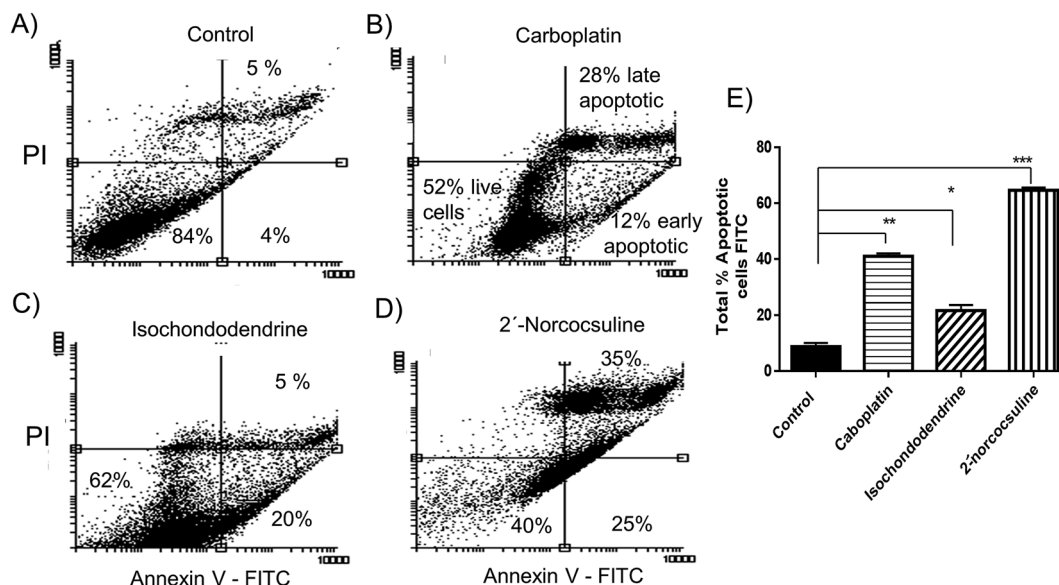 A)
Control
5 %
PI
84%
4%
B)
Carboplatin
28% late
apoptotic
52% live
cells
12% early
apoptotic
C)
Isochondodendrine
5 %
PI
62%
20%
Annexin V - FITC
D)
2´-Norcocsuline
35%
40%
25%
Annexin V - FITC
E)
Total % Apoptotic
cells FITC
80
60
40
20
0
***
*
**
Control
Caboplatin
Isochondodendrine
2´-norcocsuline